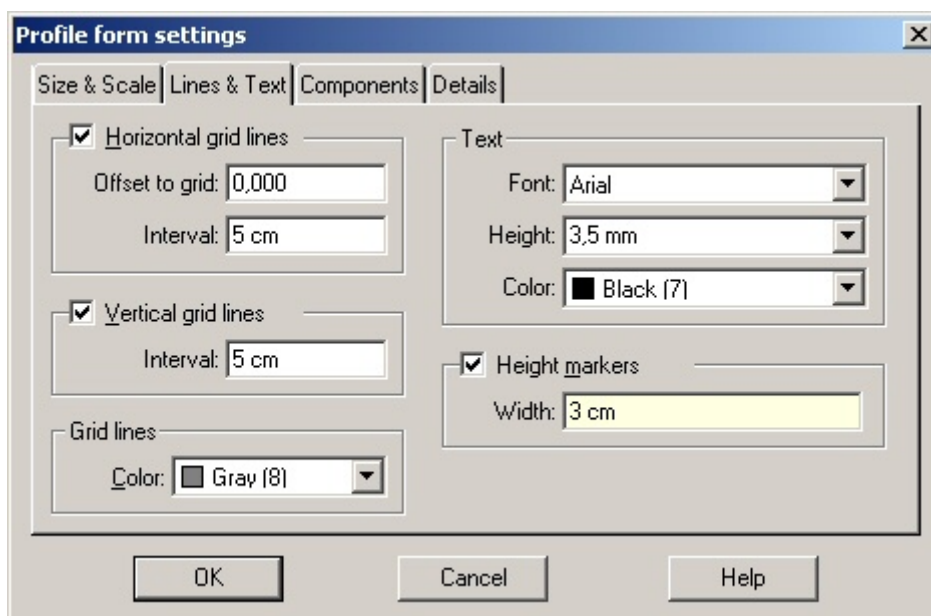 Profile form settings
Size & Scale Lines & Text Components Details
Horizontal grid lines
Offset to grid: 0,000
Interval: 5 cm
Vertical grid lines
Interval: 5 cm
Grid lines
Color: Gray (8)
Text
Font: Arial
Height: 3,5 mm
Color: Black (7)
Height markers
Width: 3 cm
OK Cancel Help